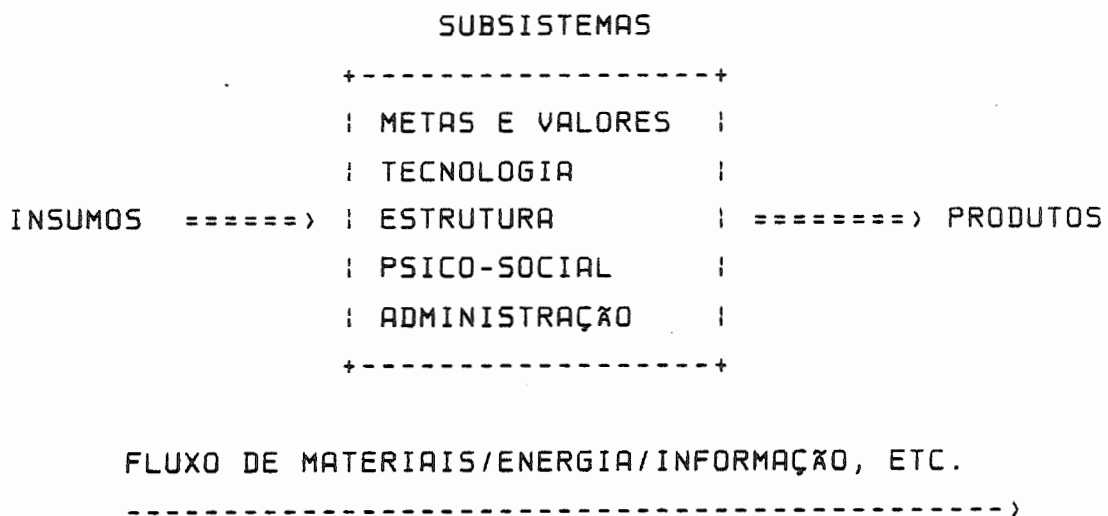 SUBSISTEMAS
+-------------------+
¦ METAS E VALORES ¦
¦ TECNOLOGIA ¦
INSUMOS ======> ¦ ESTRUTURA ¦ ========> PRODUTOS
¦ PSICO-SOCIAL ¦
¦ ADMINISTRAÇÃO ¦
+-------------------+
FLUXO DE MATERIAIS/ENERGIA/INFORMAÇÃO, ETC.
--------------------------------------------->